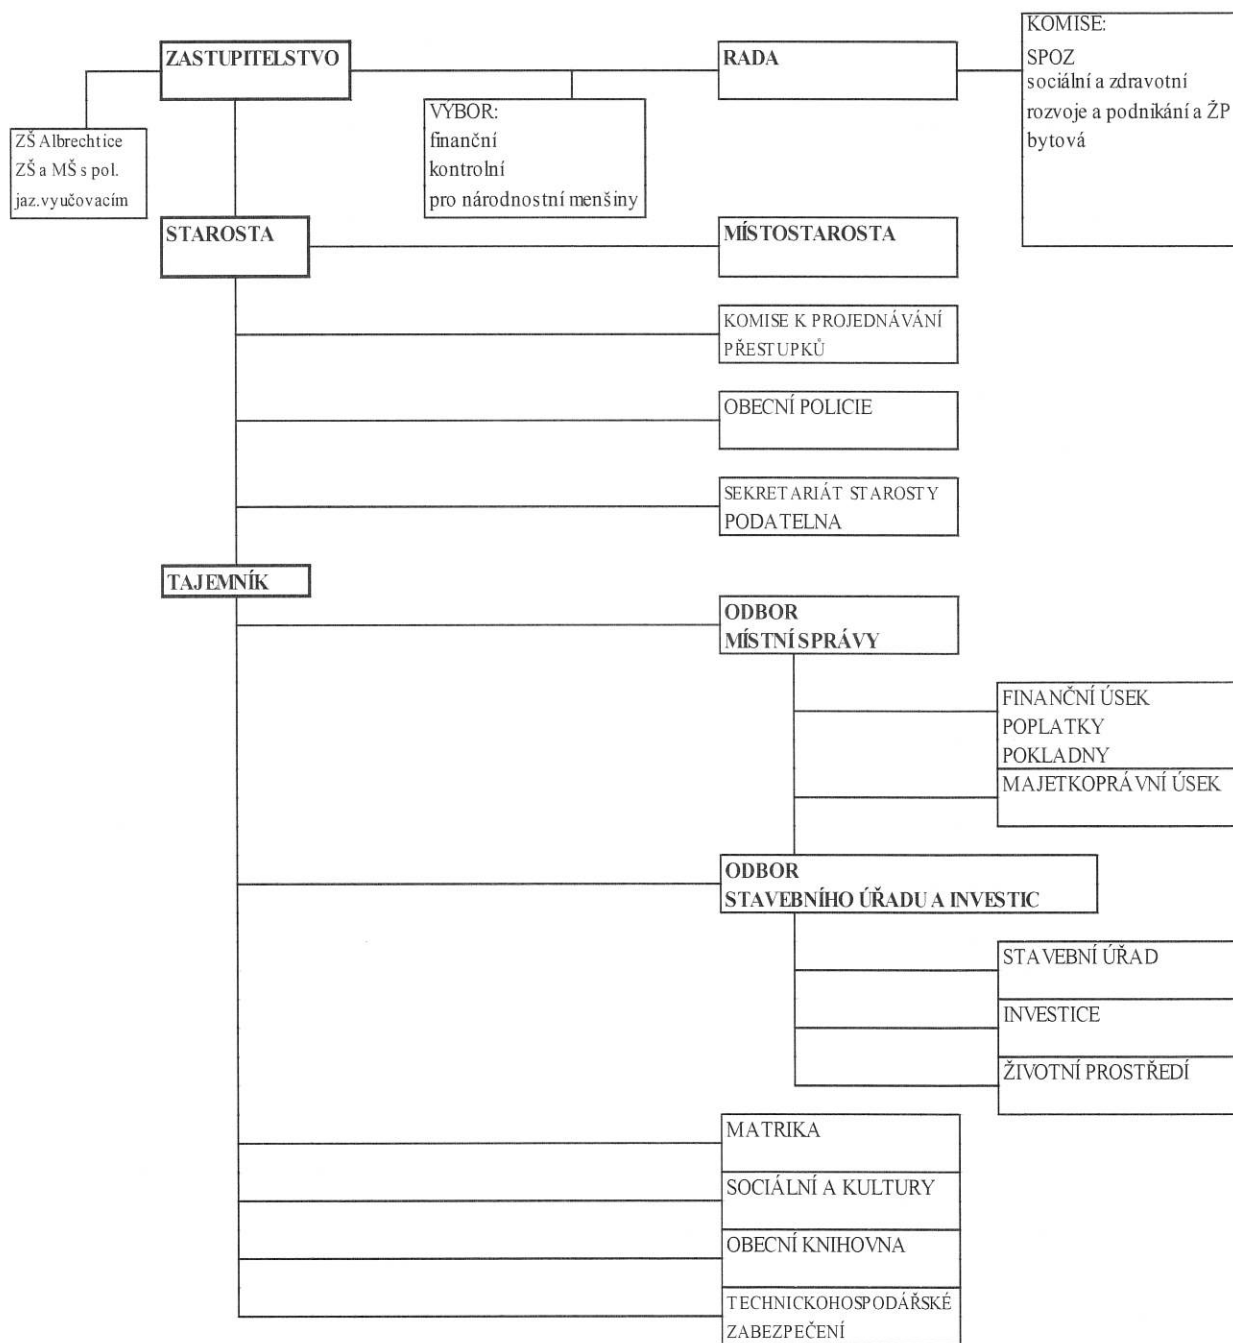 ZASTUPITELSTVO
RADA
KOMISE:
SPOZ
sociální a zdravotní
rozvoje a podnikání a ŽP
bytová
VÝBOR:
finanční
kontrolní
pro národnostní menšiny
ZŠ Albrechtice
ZŠ a MŠ s pol.
jaz.vyučovacím
STAROSTA
MÍSTOSTAROSTA
KOMISE K PROJEDNÁVÁNÍ
PŘESTUPKŮ
OBECNÍ POLICIE
SEKRETARIÁT STAROSTY
PODATELNA
TAJEMNÍK
ODBOR
MÍSTNÍ SPRÁVY
FINANČNÍ ÚSEK
POPLATKY
POKLADNY
MAJETKOPRÁVNÍ ÚSEK
ODBOR
STAVEBNÍHO ÚŘADU A INVESTIC
STAVEBNÍ ÚŘAD
INVESTICE
ŽIVOTNÍ PROSTŘEDÍ
MATRIKA
SOCIÁLNÍ A KULTURY
OBECNÍ KNIHOVNA
TECHNICKOHOSPODÁŘSKÉ
ZABEZPEČENÍ